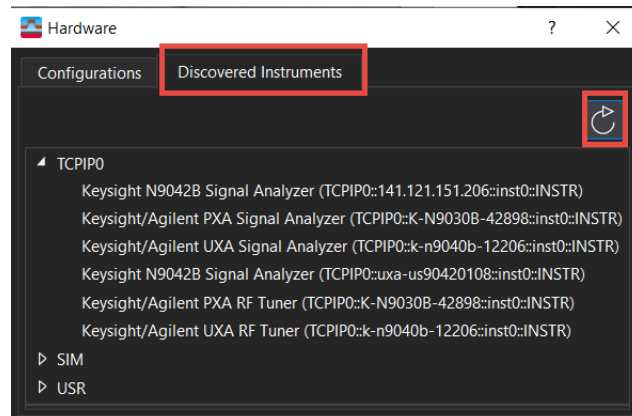 Hardware ?
Configurations Discovered Instruments
TCPIP0
Keysight N9042B Signal Analyzer (TCPIP0::141.121.151.206::inst0::INSTR)
Keysight/Agilent PXA Signal Analyzer (TCPIP0::K-N9030B-42898::inst0::INSTR)
Keysight/Agilent UXA Signal Analyzer (TCPIP0::k-n9040b-12206::inst0::INSTR)
Keysight N9042B Signal Analyzer (TCPIP0::uxa-us90420108::inst0::INSTR)
Keysight/Agilent PXA RF Tuner (TCPIP0::K-N9030B-42898::inst0::INSTR)
Keysight/Agilent UXA RF Tuner (TCPIP0::k-n9040b-12206::inst0::INSTR)
SIM
USR